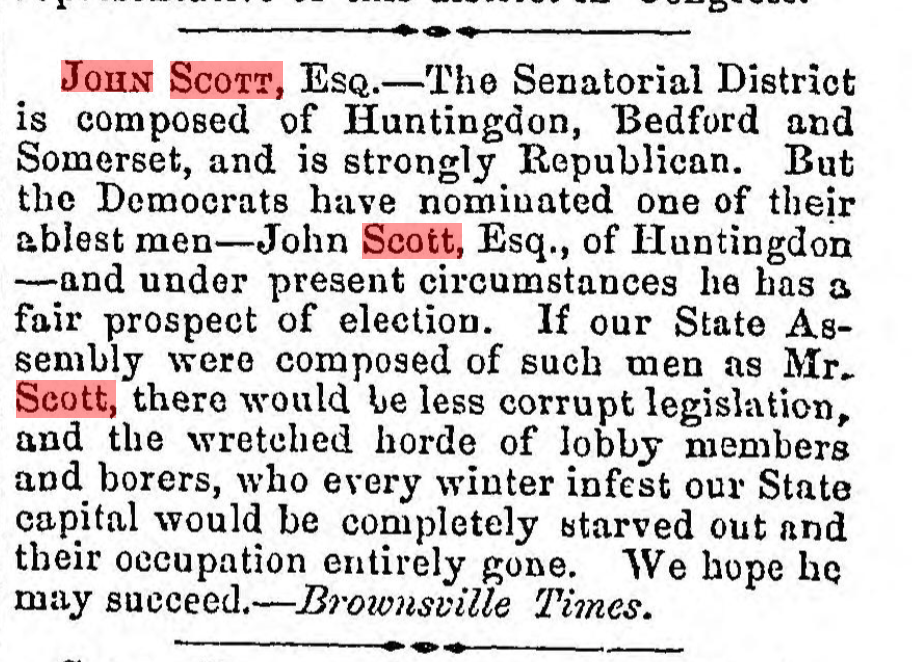 JOHN SCOTT, ESQ.—The Senatorial District
is composed of Huntingdon, Bedford and
Somerset, and is strongly Republican. But
the Democrats have nominated one of their
ablest men—John Scott, Esq., of Huntingdon
—and under present circumstances he has a
fair prospect of election. If our State As-
sembly were composed of such men as Mr.
Scott, there would be less corrupt legislation,
and the wretched horde of lobby members
and borers, who every winter infest our State
capital would be completely starved out and
their occupation entirely gone. We hope he
may succeed.—Brownsville Times.